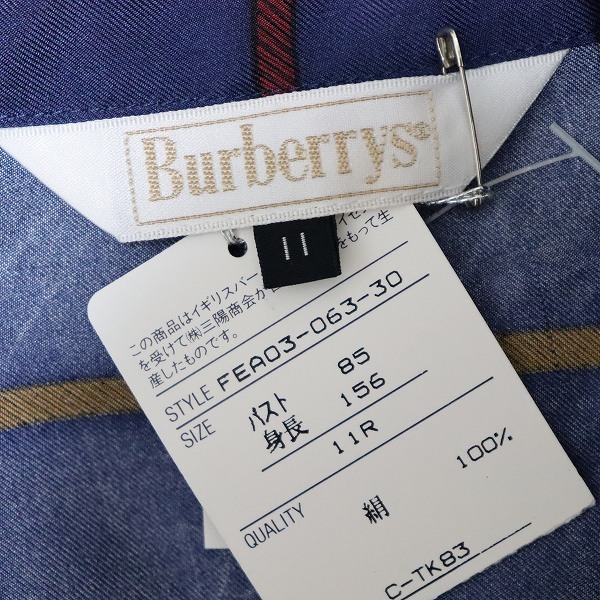 Burberrys®
11
この商品はイギリスバー
を受けて㈱三陽商会が
をもって生
産したものです。
STYLE FEA03-063-30
SIZE バスト 85
身長 156
11R
QUALITY 絹 100%
C-TK83